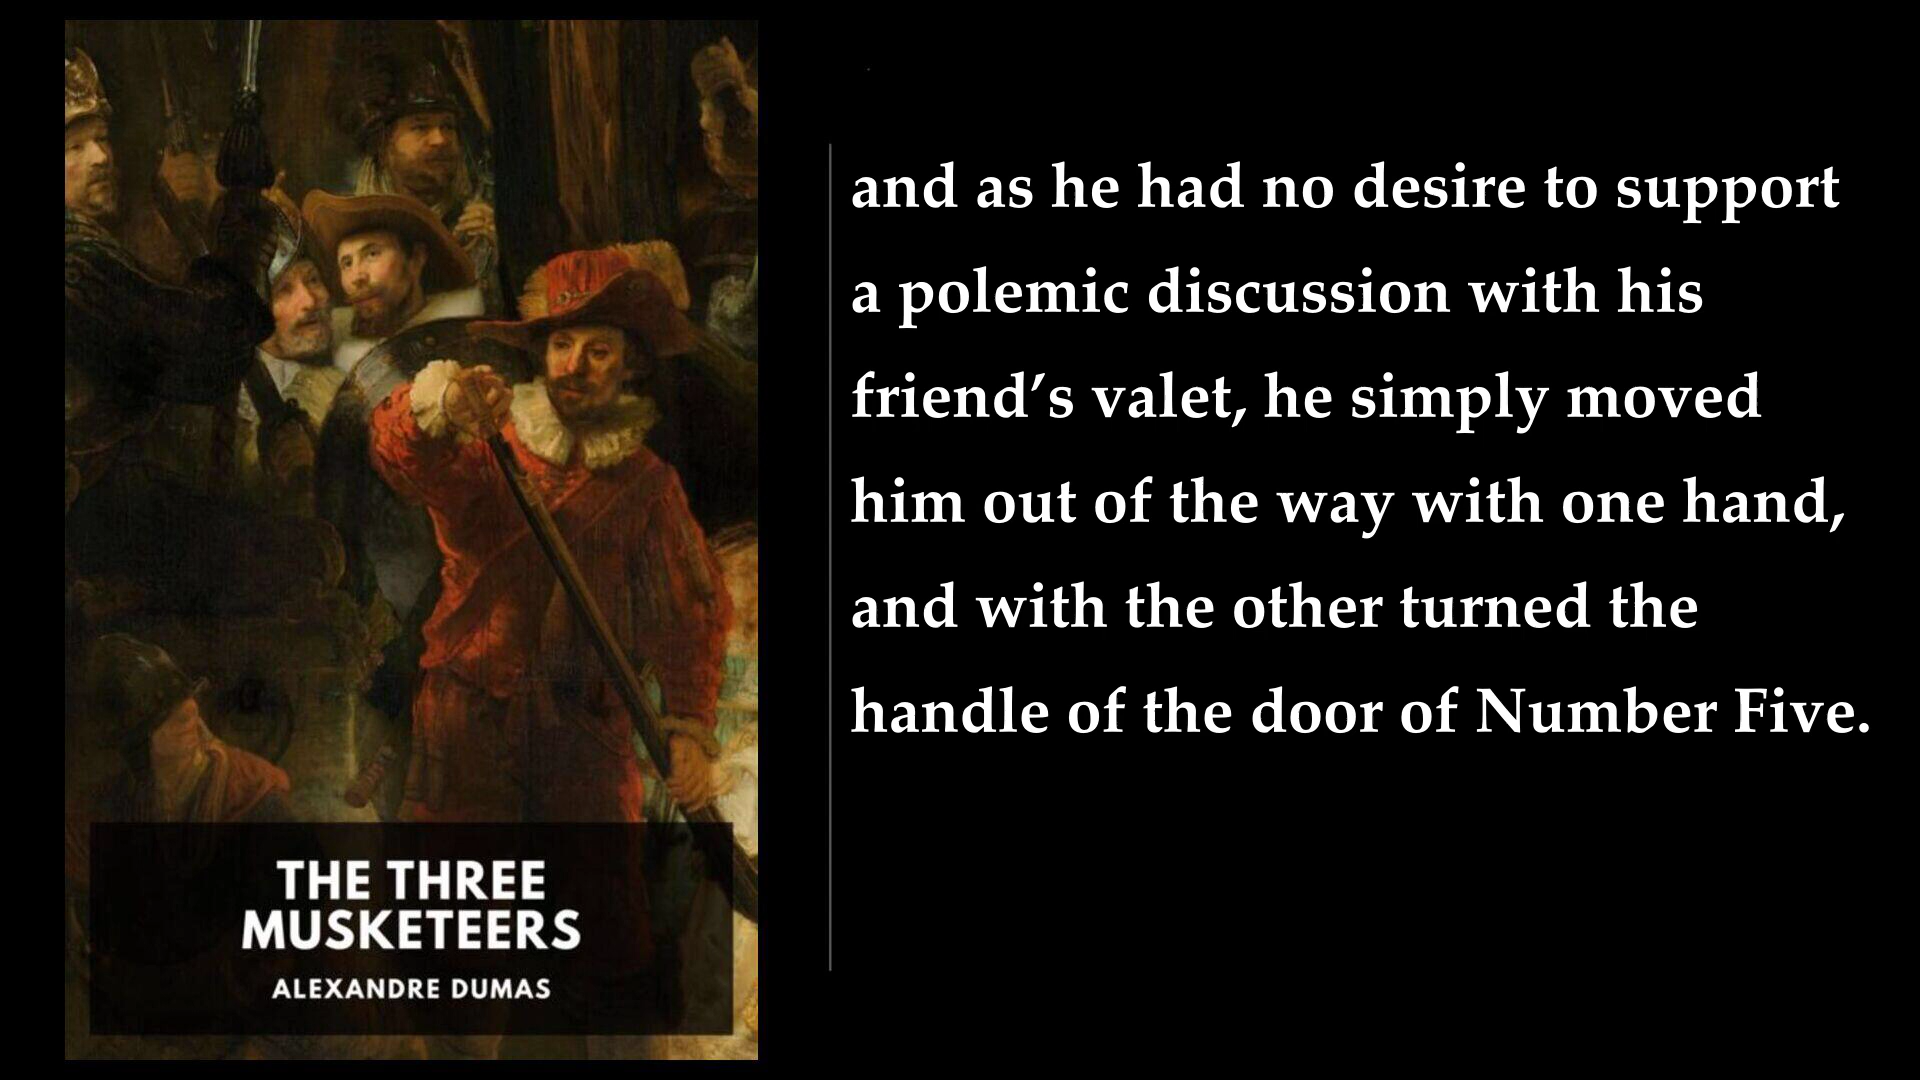 and as he had no desire to support
a polemic discussion with his
friend’s valet, he simply moved
him out of the way with one hand,
and with the other turned the
handle of the door of Number Five.
THE THREE
MUSKETEERS
ALEXANDRE DUMAS